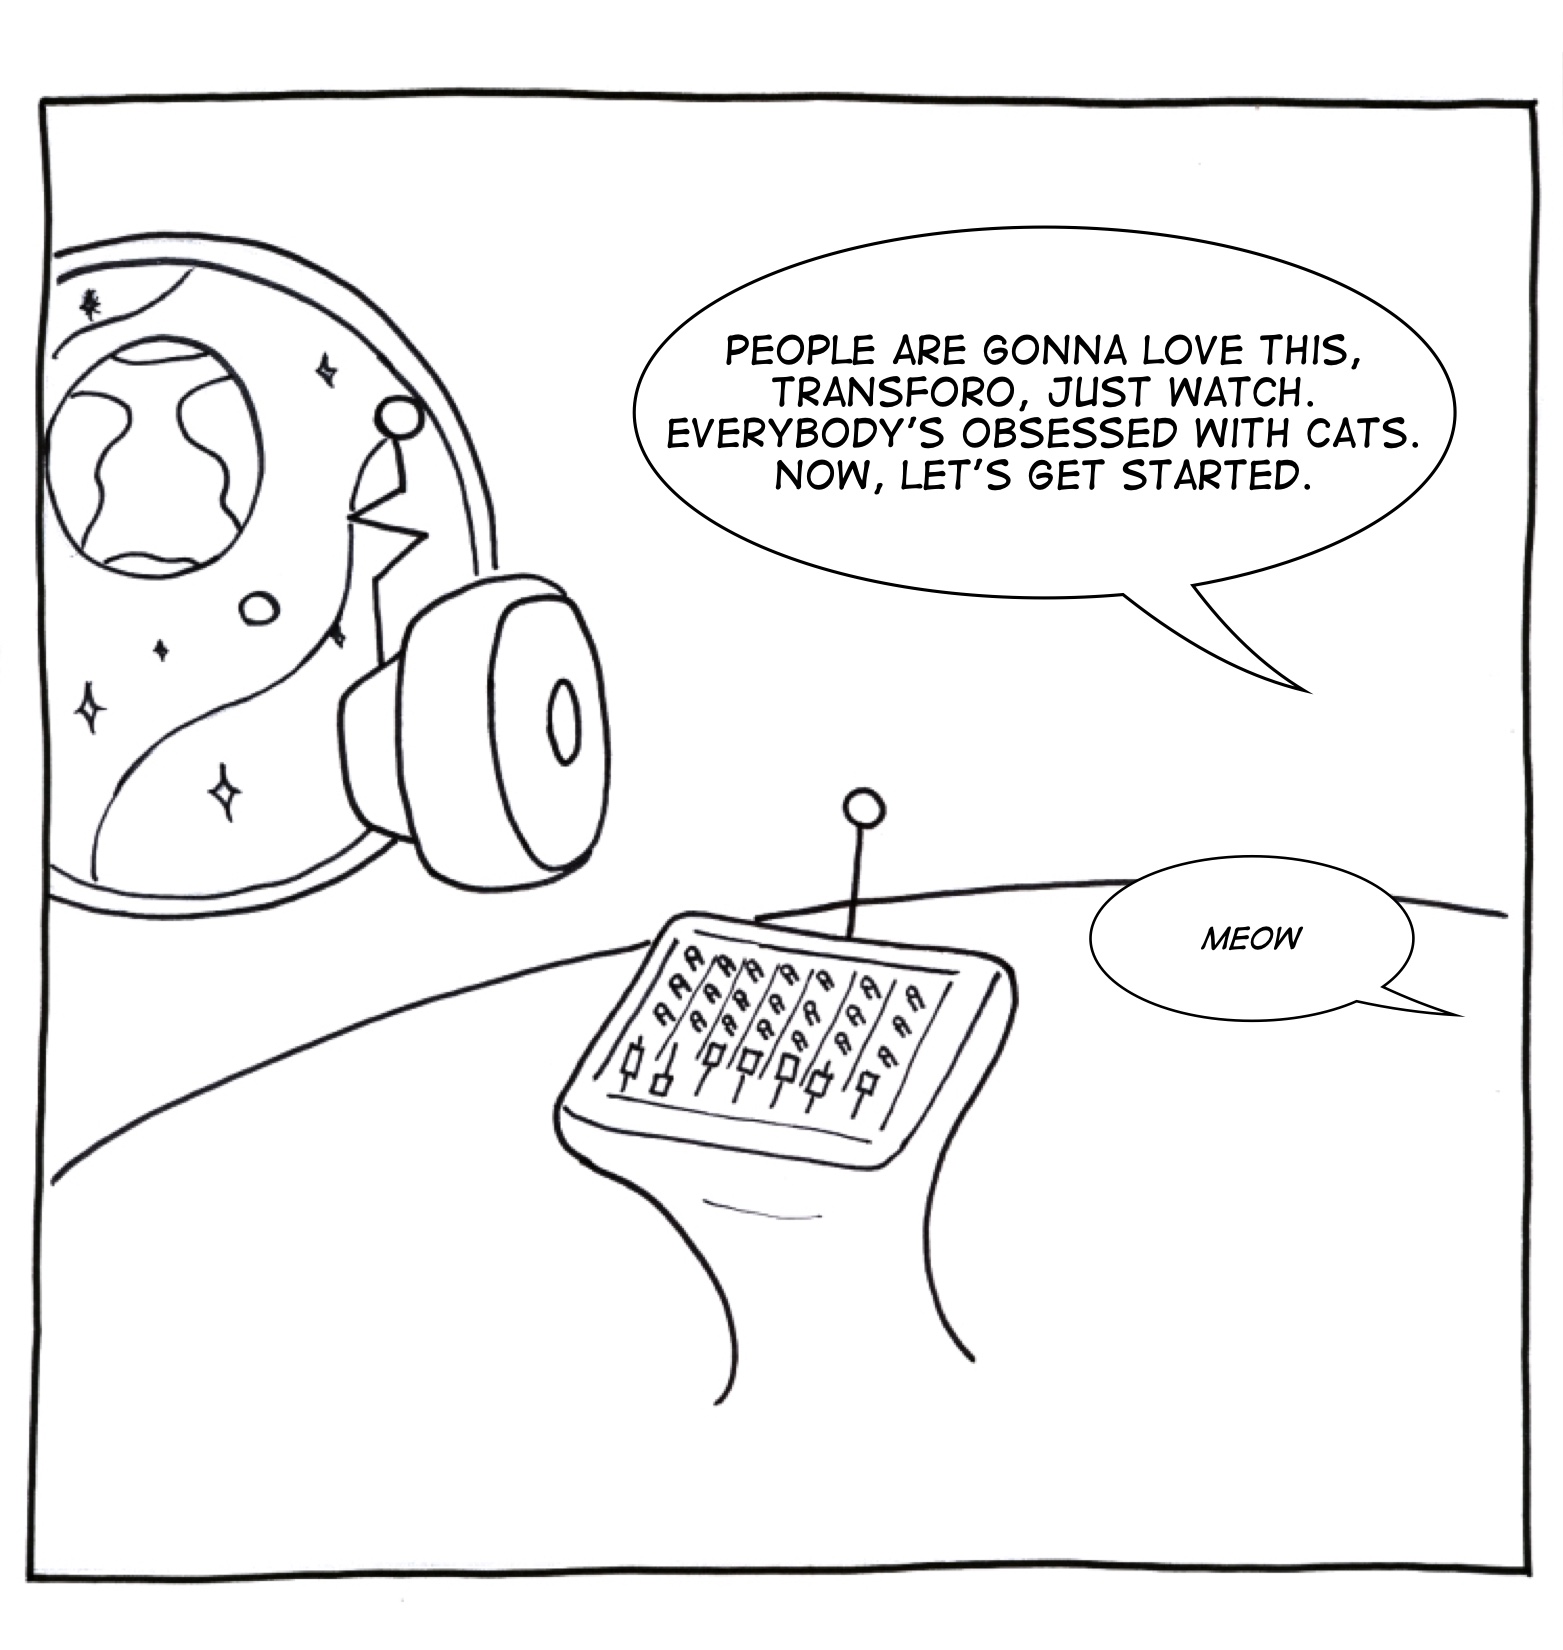 PEOPLE ARE GONNA LOVE THIS,
TRANSFORO, JUST WATCH.
EVERYBODY'S OBSESSED WITH CATS.
NOW, LET'S GET STARTED.
MEOW